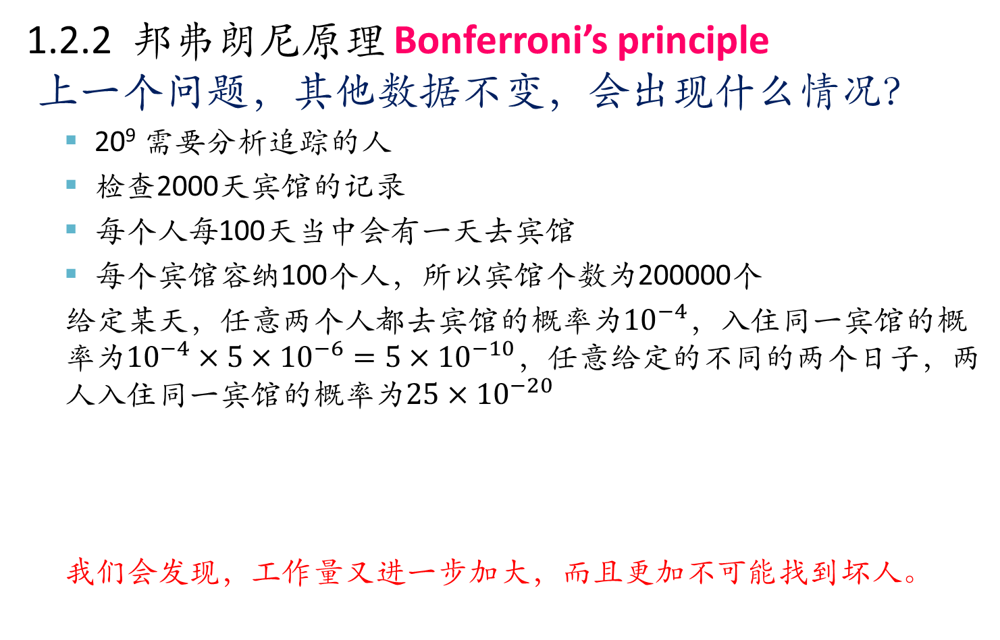 1.2.2 邦弗朗尼原理 Bonferroni’s principle
上一个问题，其他数据不变，会出现什么情况？
▪ 20⁹ 需要分析追踪的人
▪ 检查2000天宾馆的记录
▪ 每个人每100天当中会有一天去宾馆
▪ 每个宾馆容纳100个人，所以宾馆个数为200000个
给定某天，任意两个人都去宾馆的概率为10⁻⁴，入住同一宾馆的概
率为10⁻⁴ × 5 × 10⁻⁶ = 5 × 10⁻¹⁰，任意给定的不同的两个日子，两
人入住同一宾馆的概率为25 × 10⁻²⁰
我们会发现，工作量又进一步加大，而且更加不可能找到坏人。